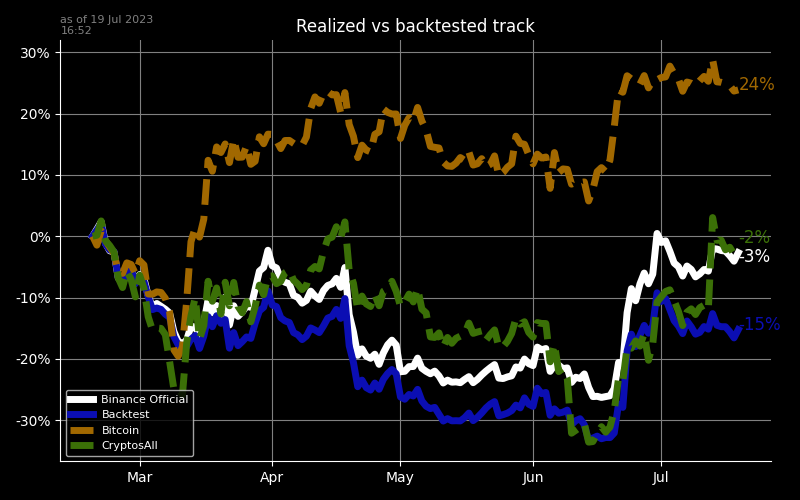 as of 19 Jul 2023
16:52
Realized vs backtested track
30%
20%
10%
0%
-10%
-20%
-30%
24%
-2%
-3%
-15%
Binance Official
Backtest
Bitcoin
CryptosAll
Mar
Apr
May
Jun
Jul